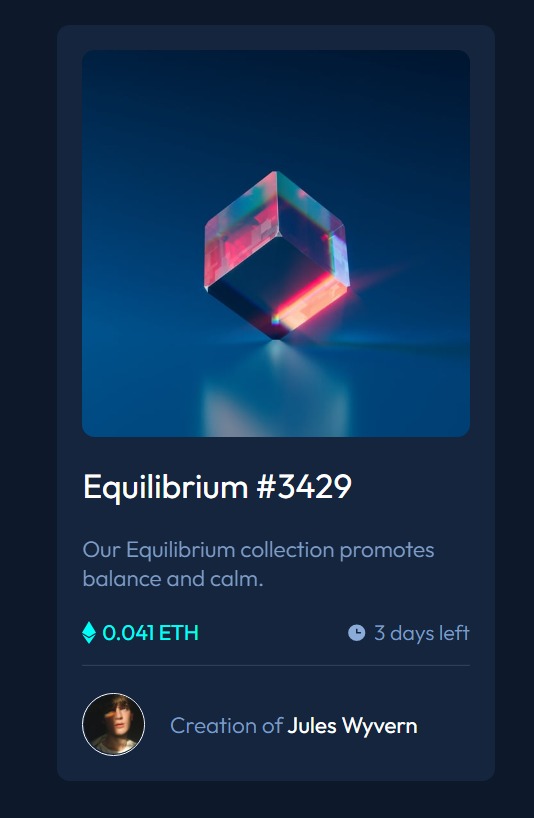 Equilibrium #3429
Our Equilibrium collection promotes
balance and calm.
0.041 ETH
3 days left
Creation of Jules Wyvern